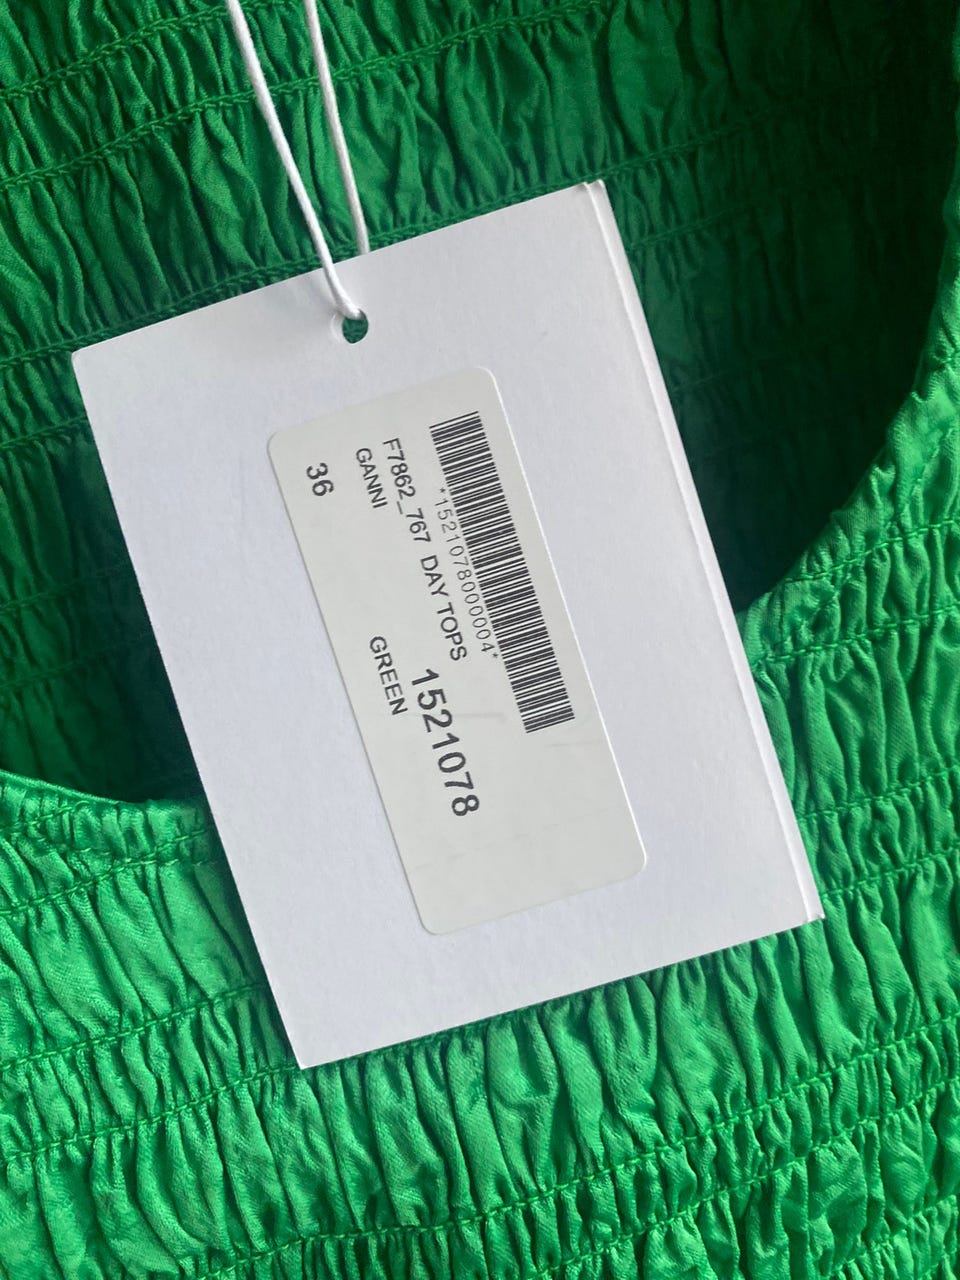 *1521078000004*
F7862_767 DAY TOPS 1521078
GANNI GREEN
36